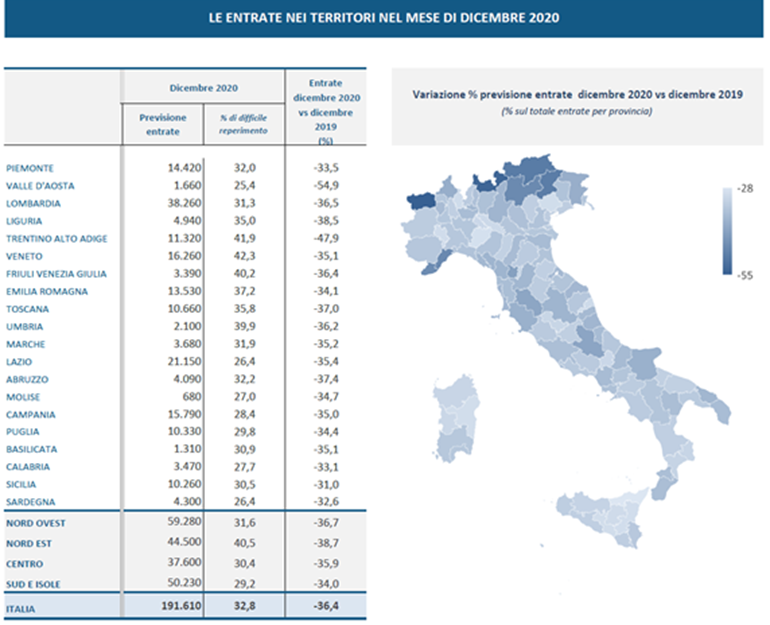 LE ENTRATE NEI TERRITORI NEL MESE DI DICEMBRE 2020
Dicembre 2020
Entrate
dicembre 2020
vs dicembre
2019
(%)
Previsione
entrate
% di difficile
reperimento
PIEMONTE 14.420 32,0 -33,5
VALLE D'AOSTA 1.660 25,4 -54,9
LOMBARDIA 38.260 31,3 -36,5
LIGURIA 4.940 35,0 -38,5
TRENTINO ALTO ADIGE 11.320 41,9 -47,9
VENETO 16.260 42,3 -35,1
FRIULI VENEZIA GIULIA 3.390 40,2 -36,4
EMILIA ROMAGNA 13.530 37,2 -34,1
TOSCANA 10.660 35,8 -37,0
UMBRIA 2.100 39,9 -36,2
MARCHE 3.680 31,9 -35,2
LAZIO 21.150 26,4 -35,4
ABRUZZO 4.090 32,2 -37,4
MOLISE 680 27,0 -34,7
CAMPANIA 15.790 28,4 -35,0
PUGLIA 10.330 29,8 -34,4
BASILICATA 1.310 30,9 -35,1
CALABRIA 3.470 27,7 -33,1
SICILIA 10.260 30,5 -31,0
SARDEGNA 4.300 26,4 -32,6
NORD OVEST 59.280 31,6 -36,7
NORD EST 44.500 40,5 -38,7
CENTRO 37.600 30,4 -35,9
SUD E ISOLE 50.230 29,2 -34,0
ITALIA 191.610 32,8 -36,4
Variazione % previsione entrate dicembre 2020 vs dicembre 2019
(% sul totale entrate per provincia)
-28
-55